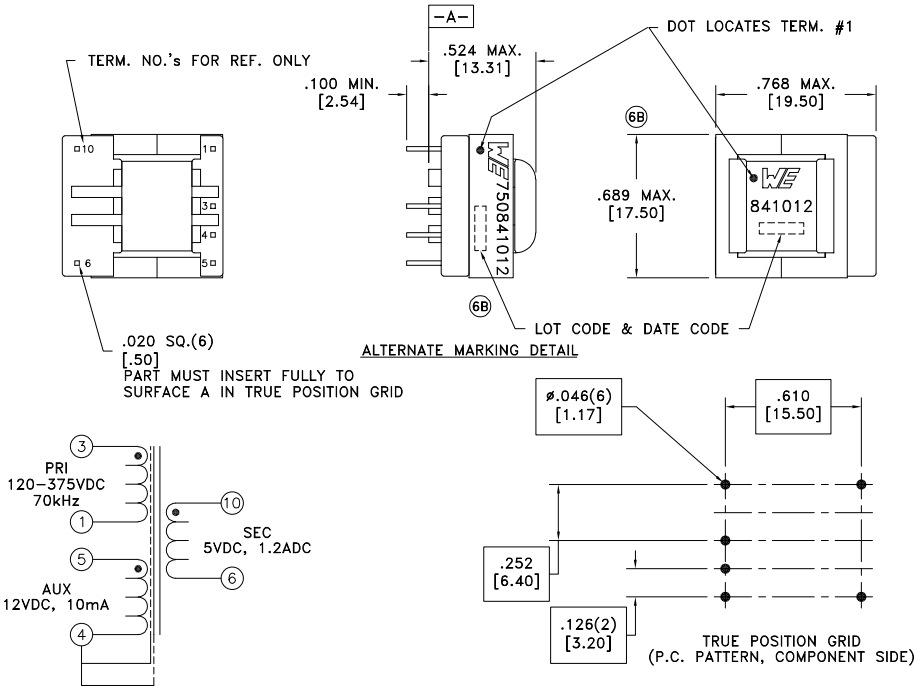 -A-
DOT LOCATES TERM. #1
TERM. NO.'s FOR REF. ONLY
.524 MAX.
[13.31]
.100 MIN.
[2.54]
.768 MAX.
[19.50]
6B
10
1
3
4
6
5
WE 750841012
.689 MAX.
[17.50]
WE
841012
6B
LOT CODE & DATE CODE
ALTERNATE MARKING DETAIL
.020 SQ.(6)
[.50]
PART MUST INSERT FULLY TO
SURFACE A IN TRUE POSITION GRID
ø.046(6)
[1.17]
.610
[15.50]
3
PRI
120-375VDC
70kHz
1
10
SEC
5VDC, 1.2ADC
6
5
AUX
12VDC, 10mA
4
.252
[6.40]
.126(2)
[3.20]
TRUE POSITION GRID
(P.C. PATTERN, COMPONENT SIDE)